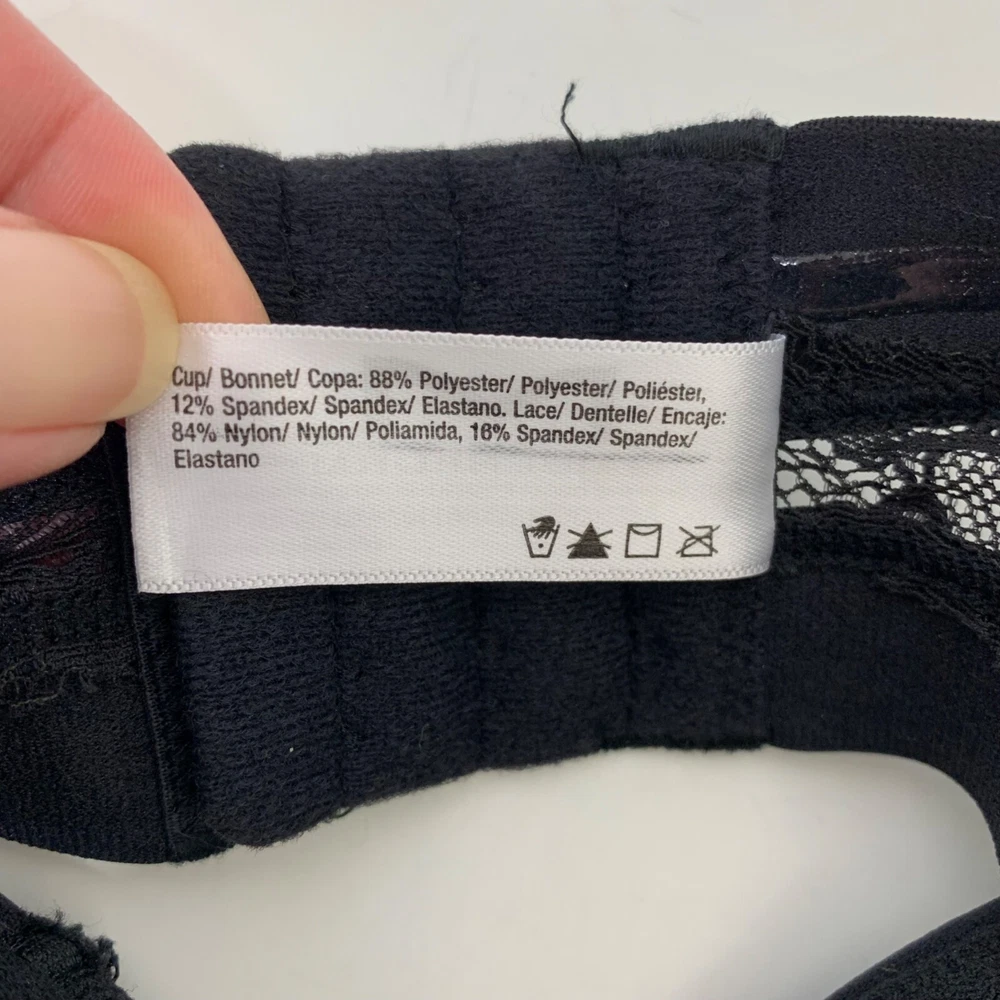 Cup/ Bonnet/ Copa: 88% Polyester/ Polyester/ Poliéster,
12% Spandex/ Spandex/ Elastano. Lace/ Dentelle/ Encaje:
84% Nylon/ Nylon/ Poliamida, 16% Spandex/ Spandex/
Elastano